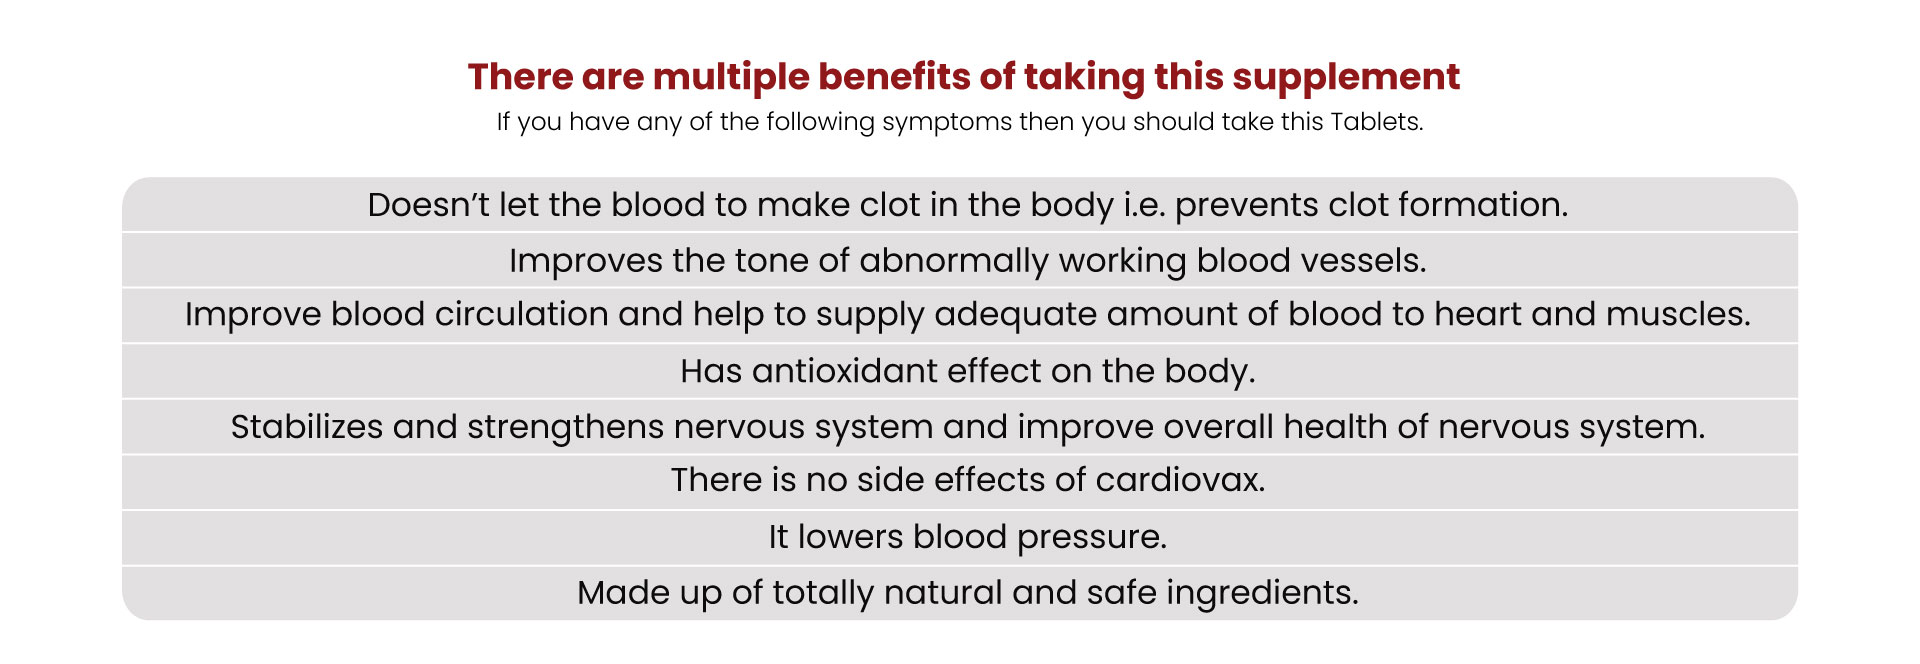 There are multiple benefits of taking this supplement
If you have any of the following symptoms then you should take this Tablets.
Doesn’t let the blood to make clot in the body i.e. prevents clot formation.
Improves the tone of abnormally working blood vessels.
Improve blood circulation and help to supply adequate amount of blood to heart and muscles.
Has antioxidant effect on the body.
Stabilizes and strengthens nervous system and improve overall health of nervous system.
There is no side effects of cardiovax.
It lowers blood pressure.
Made up of totally natural and safe ingredients.